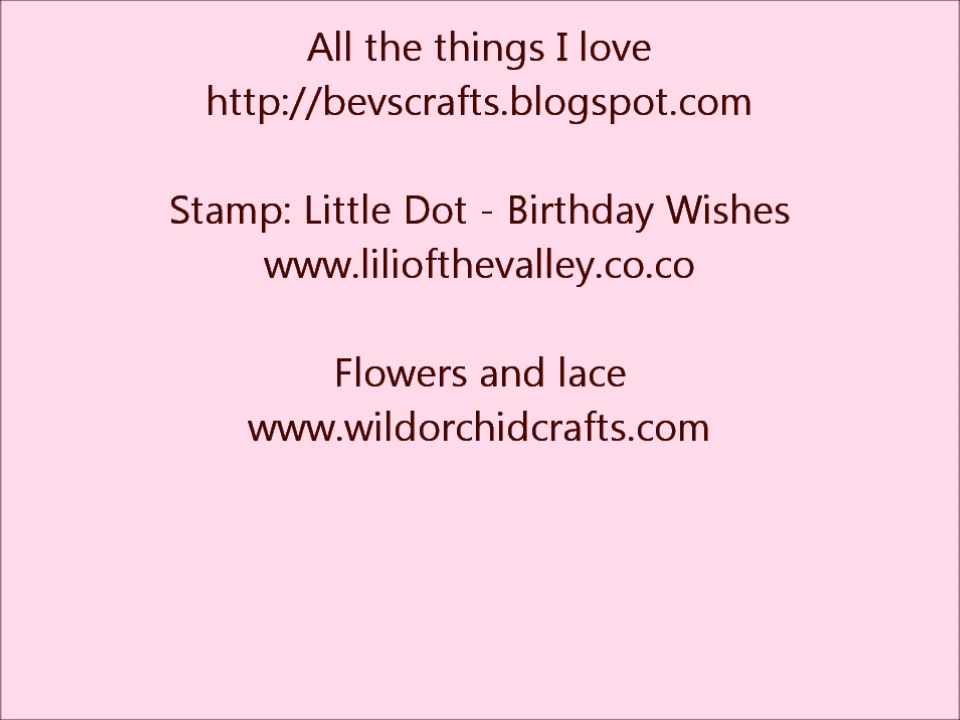 All the things I love
http://bevscrafts.blogspot.com
Stamp: Little Dot - Birthday Wishes
www.liliofthevalley.co.co
Flowers and lace
www.wildorchidcrafts.com